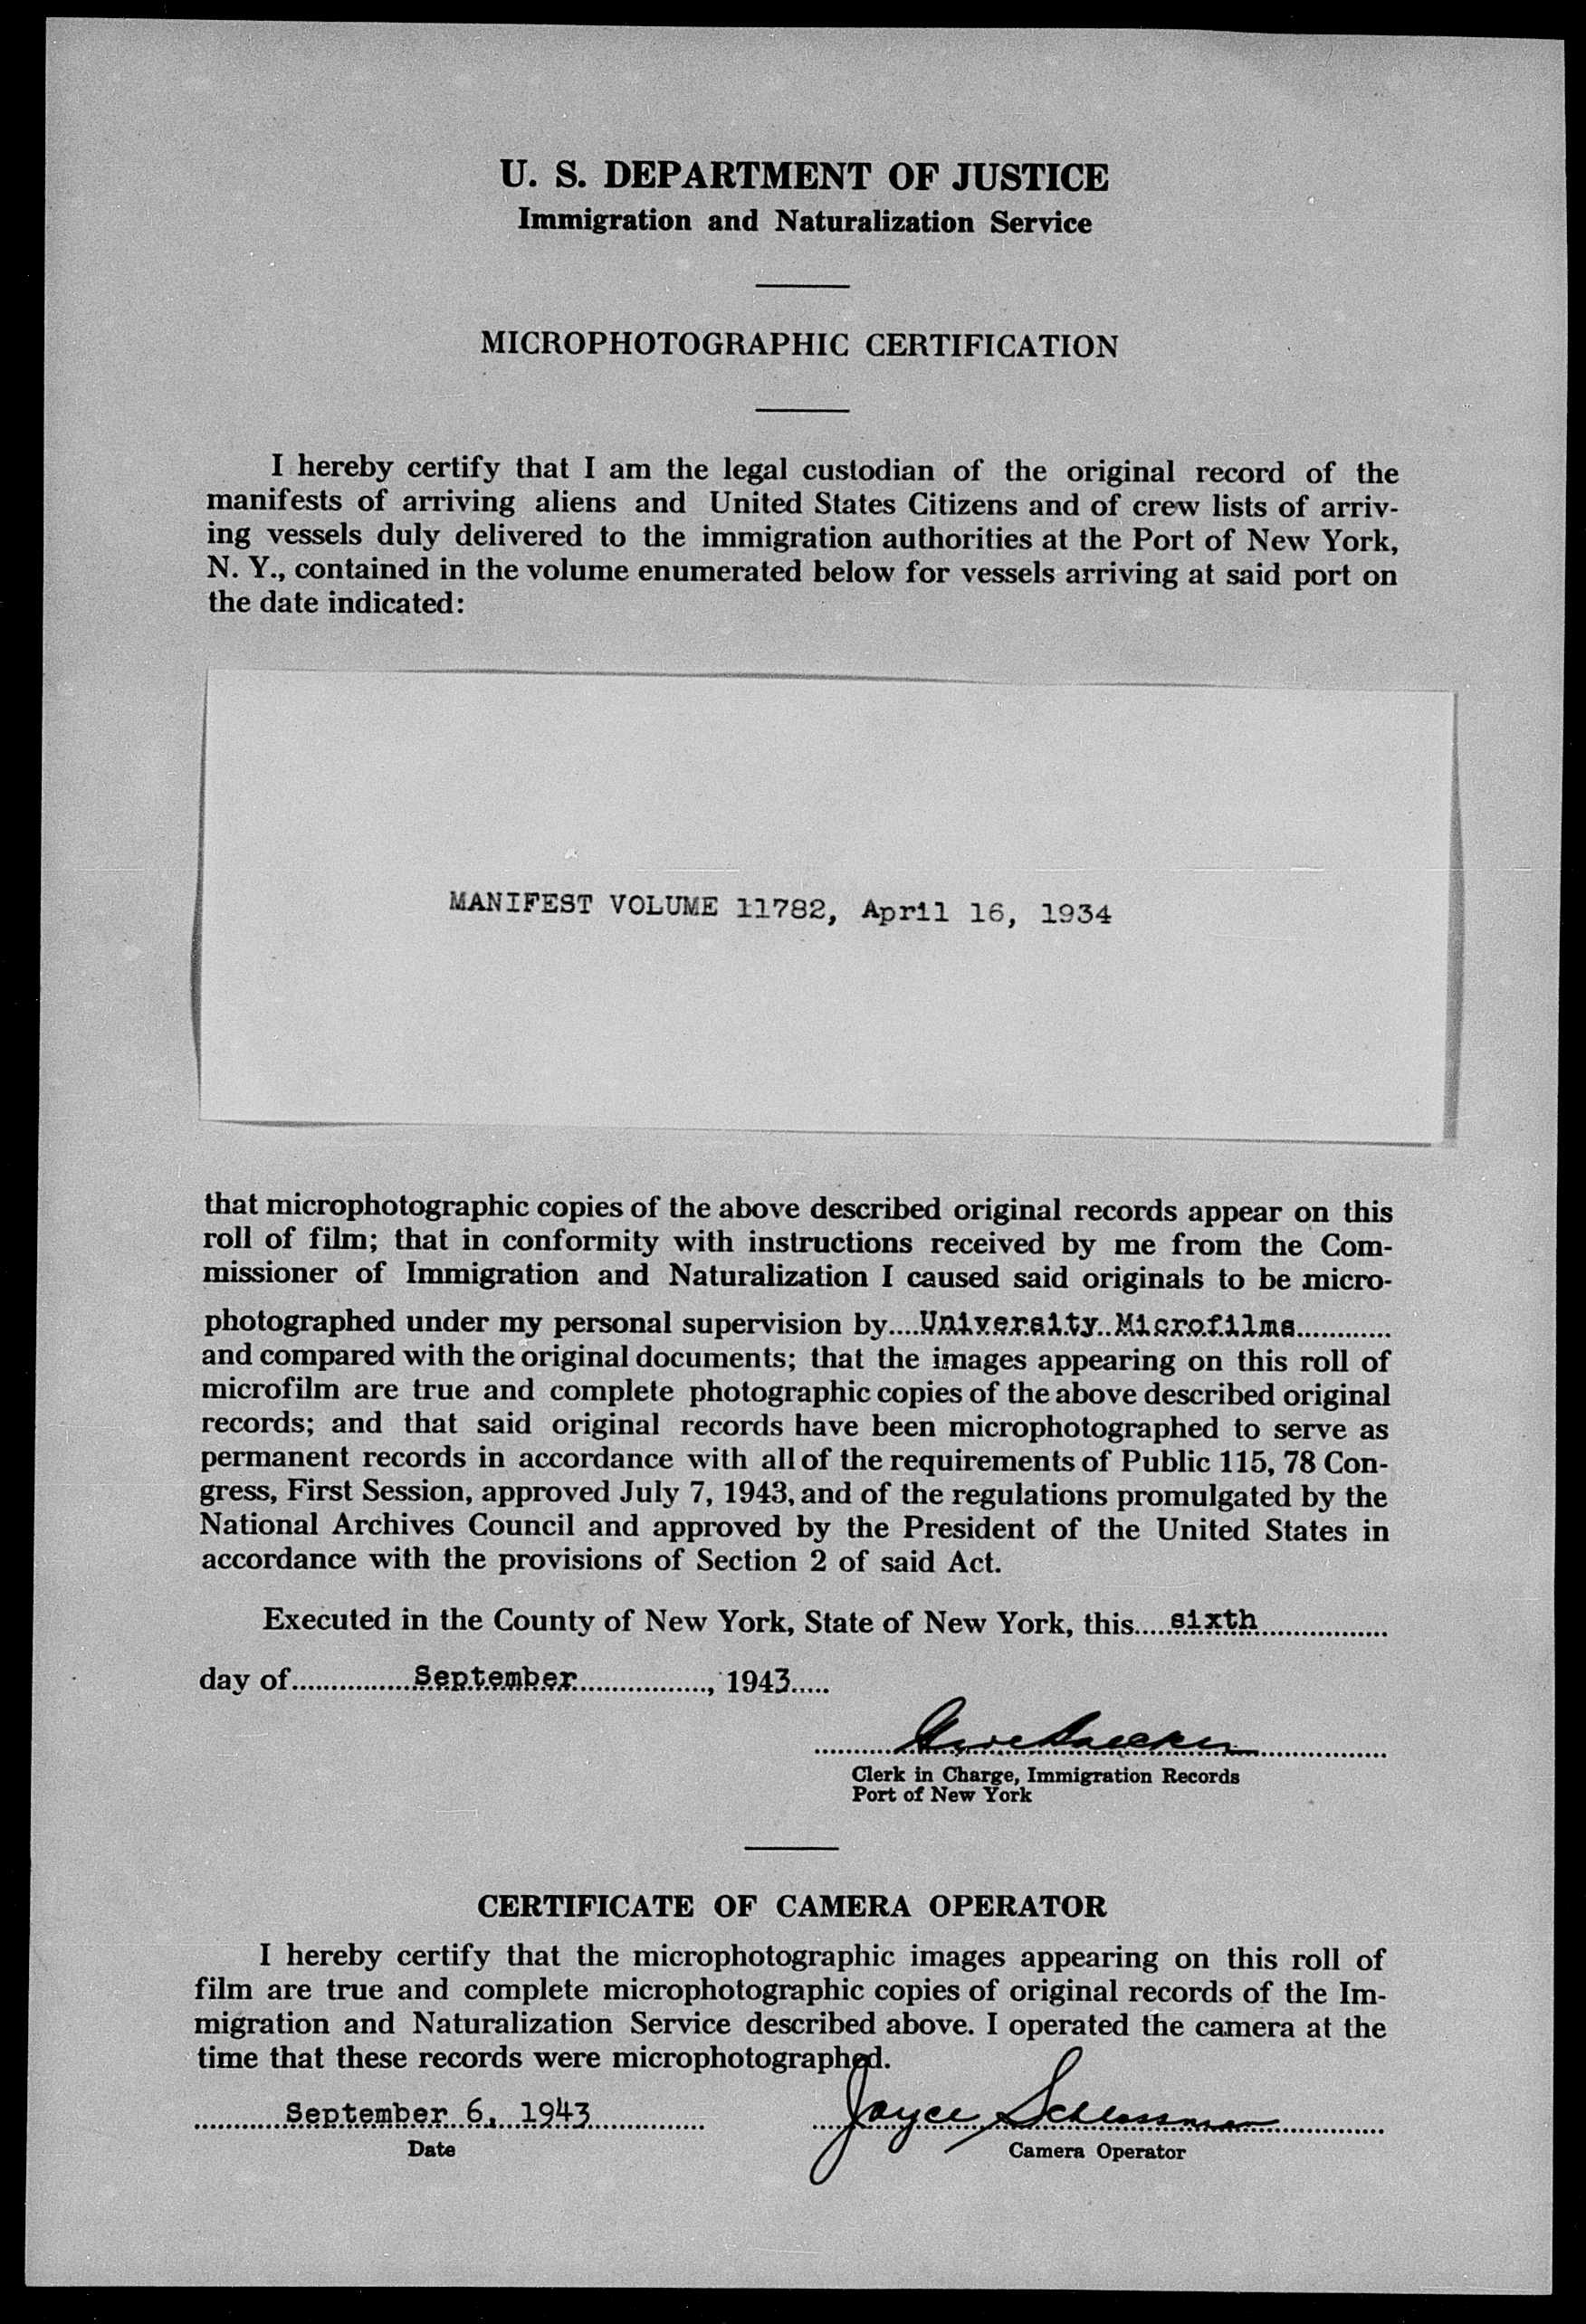 U. S. DEPARTMENT OF JUSTICE
Immigration and Naturalization Service
MICROPHOTOGRAPHIC CERTIFICATION
I hereby certify that I am the legal custodian of the original record of the
manifests of arriving aliens and United States Citizens and of crew lists of arriv-
ing vessels duly delivered to the immigration authorities at the Port of New York,
N. Y., contained in the volume enumerated below for vessels arriving at said port on
the date indicated:
MANIFEST VOLUME 11782, April 16, 1934
that microphotographic copies of the above described original records appear on this
roll of film; that in conformity with instructions received by me from the Com-
missioner of Immigration and Naturalization I caused said originals to be micro-
photographed under my personal supervision by....University Microfilms............
and compared with the original documents; that the images appearing on this roll of
microfilm are true and complete photographic copies of the above described original
records; and that said original records have been microphotographed to serve as
permanent records in accordance with all of the requirements of Public 115, 78 Con-
gress, First Session, approved July 7, 1943, and of the regulations promulgated by the
National Archives Council and approved by the President of the United States in
accordance with the provisions of Section 2 of said Act.
Executed in the County of New York, State of New York, this.....sixth.................
day of................September................., 1943.....
Clerk in Charge, Immigration Records
Port of New York
CERTIFICATE OF CAMERA OPERATOR
I hereby certify that the microphotographic images appearing on this roll of
film are true and complete microphotographic copies of original records of the Im-
migration and Naturalization Service described above. I operated the camera at the
time that these records were microphotographed.
September 6, 1943 Joyce Schlossman
Date Camera Operator